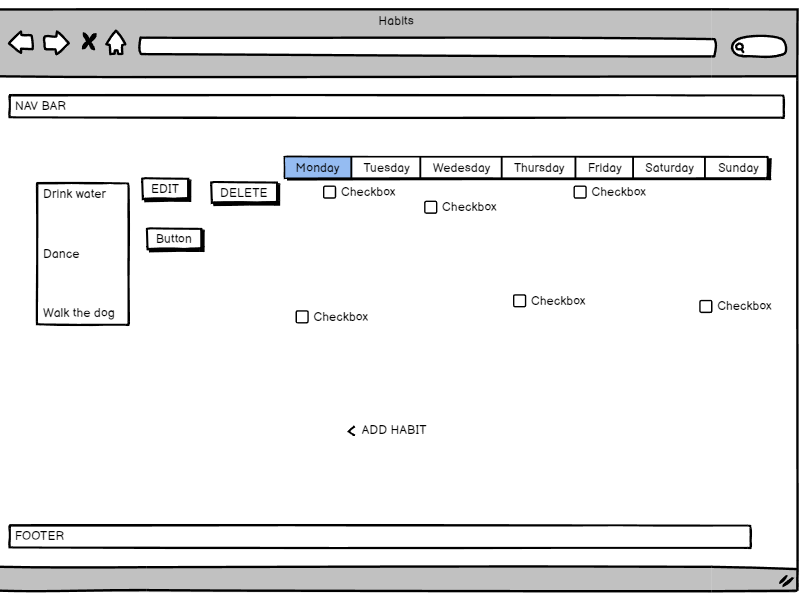 Habits
NAV BAR
Monday Tuesday Wedesday Thursday Friday Saturday Sunday
Drink water EDIT DELETE Checkbox Checkbox
Checkbox
Button
Dance
Checkbox
Checkbox
Walk the dog Checkbox
ADD HABIT
FOOTER